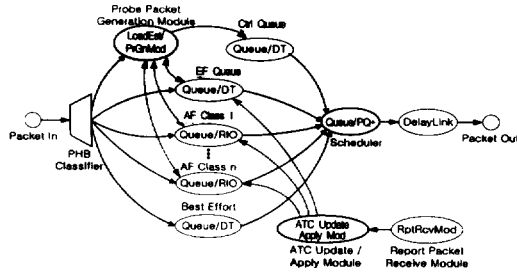 Probe Packet
Generation Module
LoadEst/
PrGnMod
Ctrl Queue
Queue/DT
EF Queue
Queue/DT
AF Class 1
Queue/RIO
AF Class n
Queue/RIO
Best Effort
Queue/DT
Packet In
PHB
Classifier
Queue/PQ+
Scheduler
DelayLink
Packet Out
ATC Update
Apply Mod
ATC Update /
Apply Module
RptRcvMod
Report Packet
Receive Module